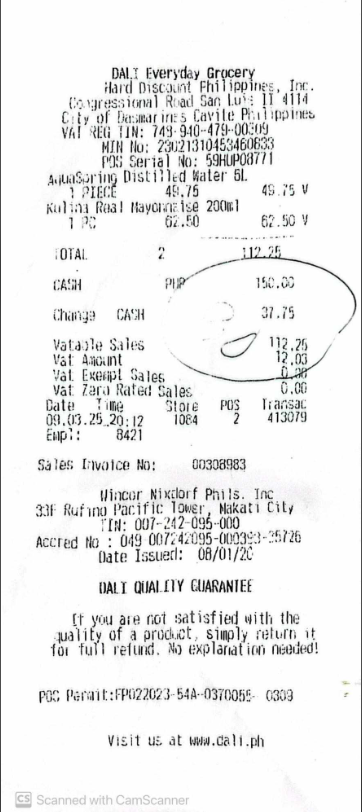 DALI Everyday Grocery
Hard Discount Philippines, Inc.
Congressional Road San Luis II 4114
City of Dasmarines Cavite Philippines
VAT REG TIN: 749-940-479-00309
MIN No: 23021310453460833
POS Serial No: 59HUP08771
AquaSpring Distilled Water 6L
1 PIECE 49.75 49.75 V
Kulina Real Mayonnaise 200ml
1 PC 62.50 62.50 V
TOTAL 2 112.25
CASH PHP 150.00
Change CASH 37.75
Vatable Sales 112.25
Vat Amount 12.03
Vat Exempt Sales 0.00
Vat Zero Rated Sales 0.00
Date Time Store POS Transac
09.03.25 20:12 1084 2 413079
Empl: 8421
Sales Invoice No: 00308983
Wincor Nixdorf Phils. Inc
33F Rufino Pacific Tower, Makati City
TIN: 007-242-095-000
Accred No : 049 007242095-000393-35726
Date Issued: 08/01/20
DALI QUALITY GUARANTEE
If you are not satisfied with the
quality of a product, simply return it
for full refund. No explanation needed!
POS Permit:FP022023-54A-0370055- 0309
Visit us at www.dali.ph
CS Scanned with CamScanner